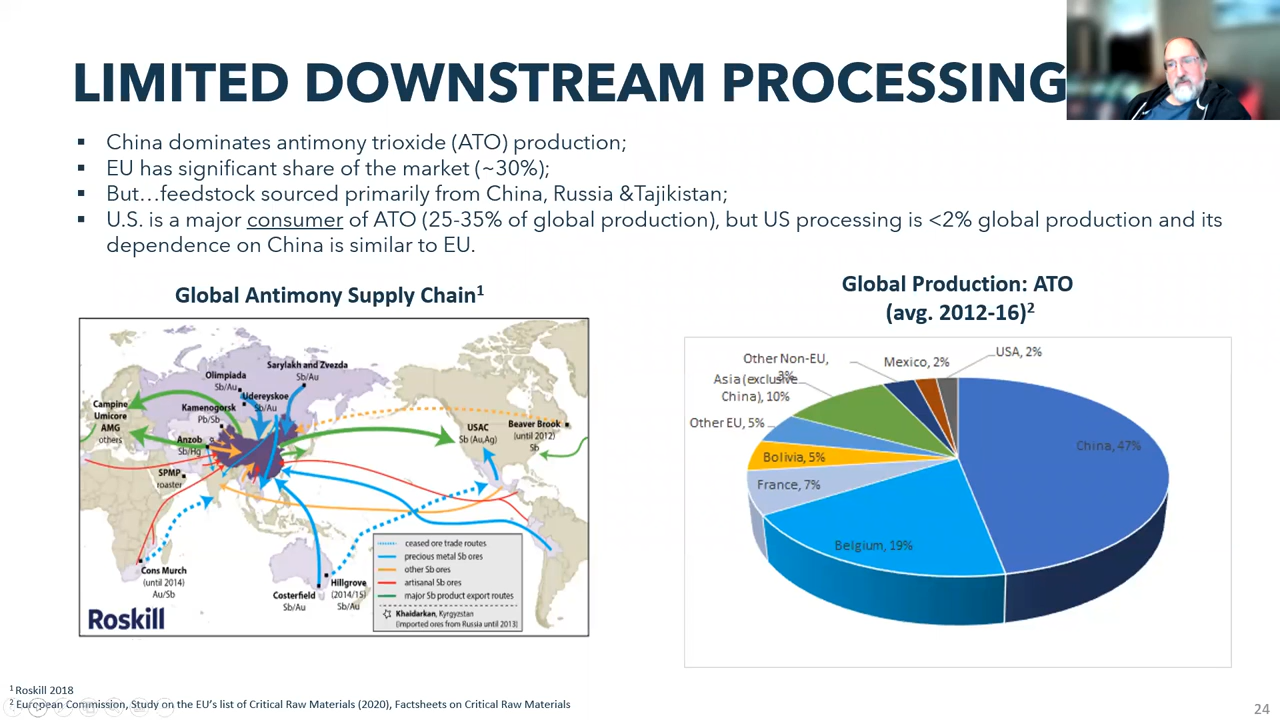 LIMITED DOWNSTREAM PROCESSING
▪ China dominates antimony trioxide (ATO) production;
▪ EU has significant share of the market (~30%);
▪ But…feedstock sourced primarily from China, Russia &Tajikistan;
▪ U.S. is a major consumer of ATO (25-35% of global production), but US processing is <2% global production and its
dependence on China is similar to EU.
Global Antimony Supply Chain1
Sarylakh and Zvezda
Sb/Au
Olimpiada
Sb/Au
Udereyskoe
Sb/Au
Kamenogorsk
Pb/Sb
Campine
Umicore
AMG
others
Anzob
Sb/Hg
SPMP
roaster
USAC
Sb (Au,Ag)
Beaver Brook
(until 2012)
Sb
Cons Murch
(until 2014)
Au/Sb
Costerfield
Sb/Au
Hillgrove
(2014/15)
Sb/Au
ceased ore trade routes
precious metal Sb ores
other Sb ores
artisanal Sb ores
major Sb product export routes
Khaidarkan, Kyrgyzstan
(imported ores from Russia until 2013)
Roskill
Global Production: ATO
(avg. 2012-16)2
Other Non-EU,
3%
Mexico, 2%
USA, 2%
Asia (exclusive
China), 10%
Other EU, 5%
Bolivia, 5%
France, 7%
Belgium, 19%
China, 47%
1 Roskill 2018
2 European Commission, Study on the EU's list of Critical Raw Materials (2020), Factsheets on Critical Raw Materials
24